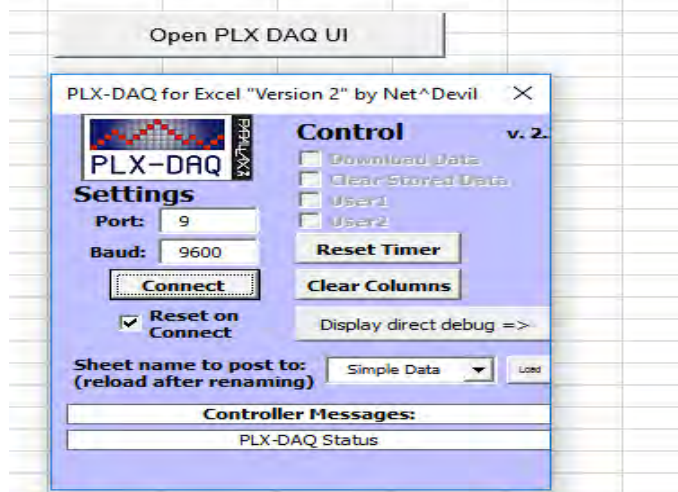 Open PLX DAQ UI
PLX-DAQ for Excel "Version 2" by Net^Devil
PLX-DAQ
PARALLAX
Control v. 2.
Download Data
Clear Stored Data
User1
User2
Settings
Port: 9
Baud: 9600
Reset Timer
Connect
Clear Columns
Reset on
Connect
Display direct debug =>
Sheet name to post to:
(reload after renaming)
Simple Data
Load
Controller Messages:
PLX-DAQ Status